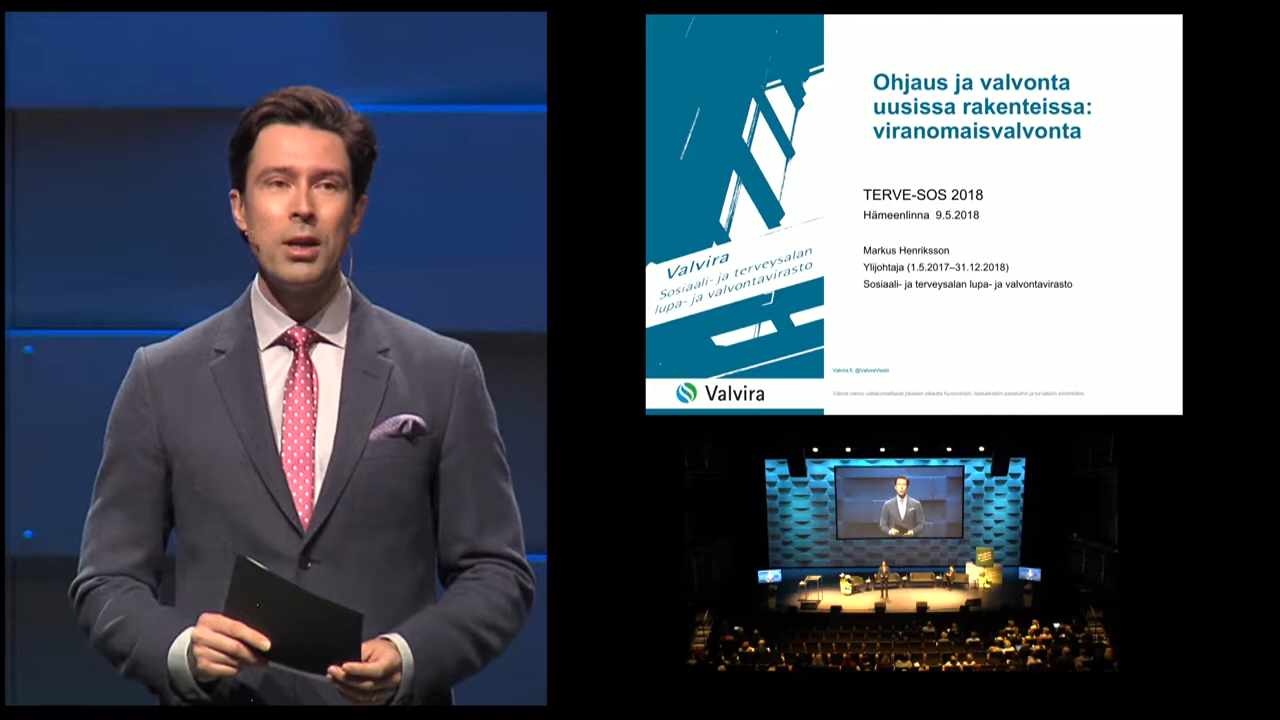 Ohjaus ja valvonta
uusissa rakenteissa:
viranomaisvalvonta
TERVE-SOS 2018
Hämeenlinna 9.5.2018
Markus Henriksson
Ylijohtaja (1.5.2017–31.12.2018)
Sosiaali- ja terveysalan lupa- ja valvontavirasto
Valvira
Sosiaali- ja terveysalan
lupa- ja valvontavirasto
Valvira